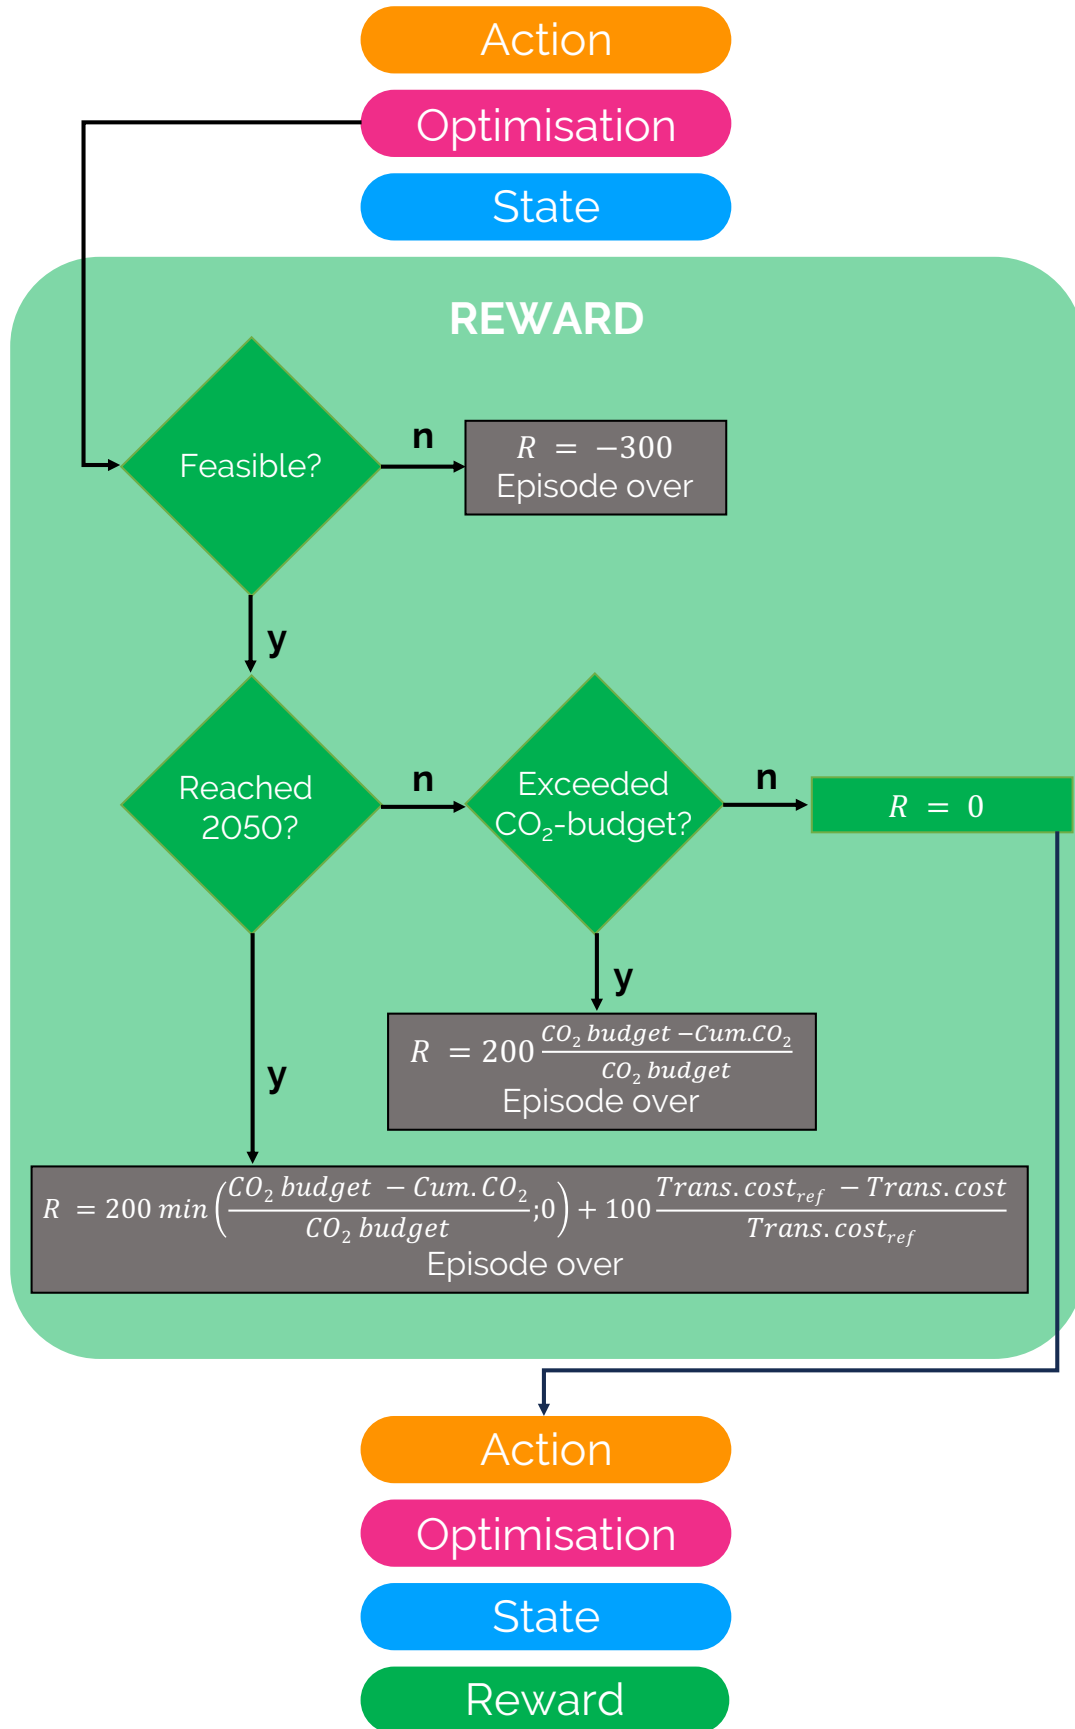 Action
Optimisation
State
REWARD
Feasible?
n
R = −300
Episode over
y
Reached
2050?
n
Exceeded
CO₂-budget?
n
R = 0
y
R = 200 (CO₂ budget − Cum.CO₂)/(CO₂ budget)
Episode over
y
R = 200 min((CO₂ budget − Cum. CO₂)/(CO₂ budget);0) + 100 (Trans. cost_ref − Trans. cost)/(Trans. cost_ref)
Episode over
Action
Optimisation
State
Reward